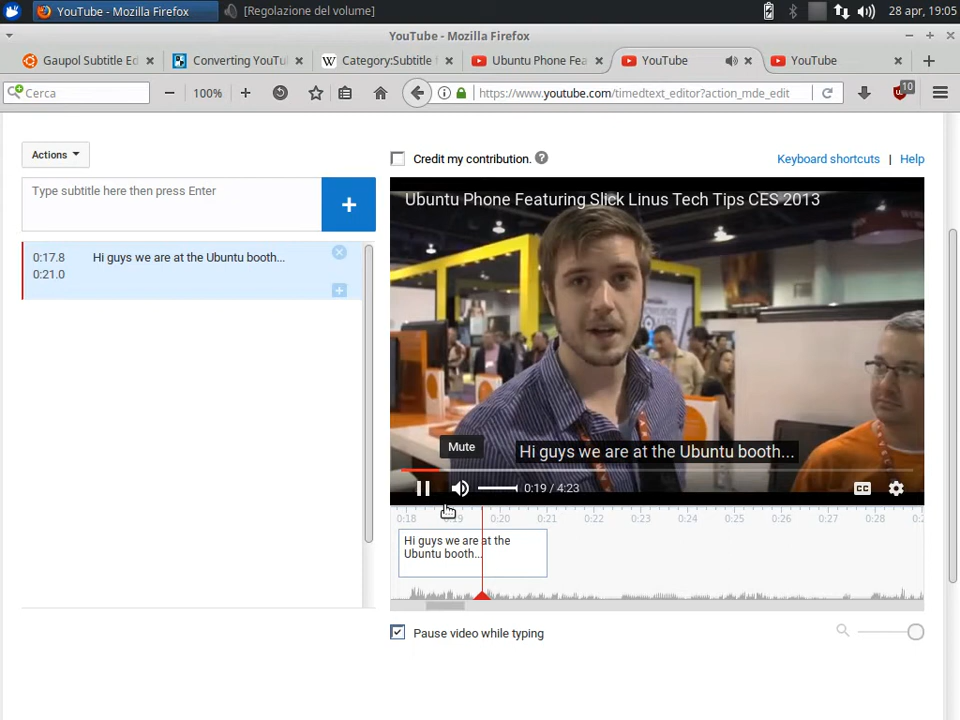 YouTube - Mozilla Firefox
[Regolazione del volume]
28 apr, 19:05
YouTube - Mozilla Firefox
Gaupol Subtitle Ed
Converting YouTu
Category:Subtitle
Ubuntu Phone Fea
YouTube
YouTube
Cerca
100%
https://www.youtube.com/timedtext_editor?action_mde_edit
10
Actions
Credit my contribution.
Keyboard shortcuts | Help
Type subtitle here then press Enter
+
Ubuntu Phone Featuring Slick Linus Tech Tips CES 2013
0:17.8
Hi guys we are at the Ubuntu booth...
0:21.0
Mute
Hi guys we are at the Ubuntu booth...
0:19 / 4:23
CC
0:18 0:19 0:20 0:21 0:22 0:23 0:24 0:25 0:26 0:27 0:28
Hi guys we are at the
Ubuntu booth...
Pause video while typing